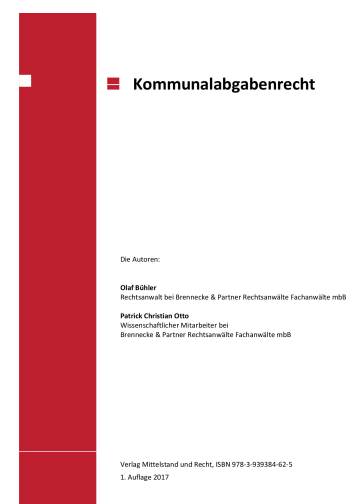 Kommunalabgabenrecht
Die Autoren:
Olaf Bühler
Rechtsanwalt bei Brennecke & Partner Rechtsanwälte Fachanwälte mbB
Patrick Christian Otto
Wissenschaftlicher Mitarbeiter bei
Brennecke & Partner Rechtsanwälte Fachanwälte mbB
Verlag Mittelstand und Recht, ISBN 978-3-939384-62-5
1. Auflage 2017